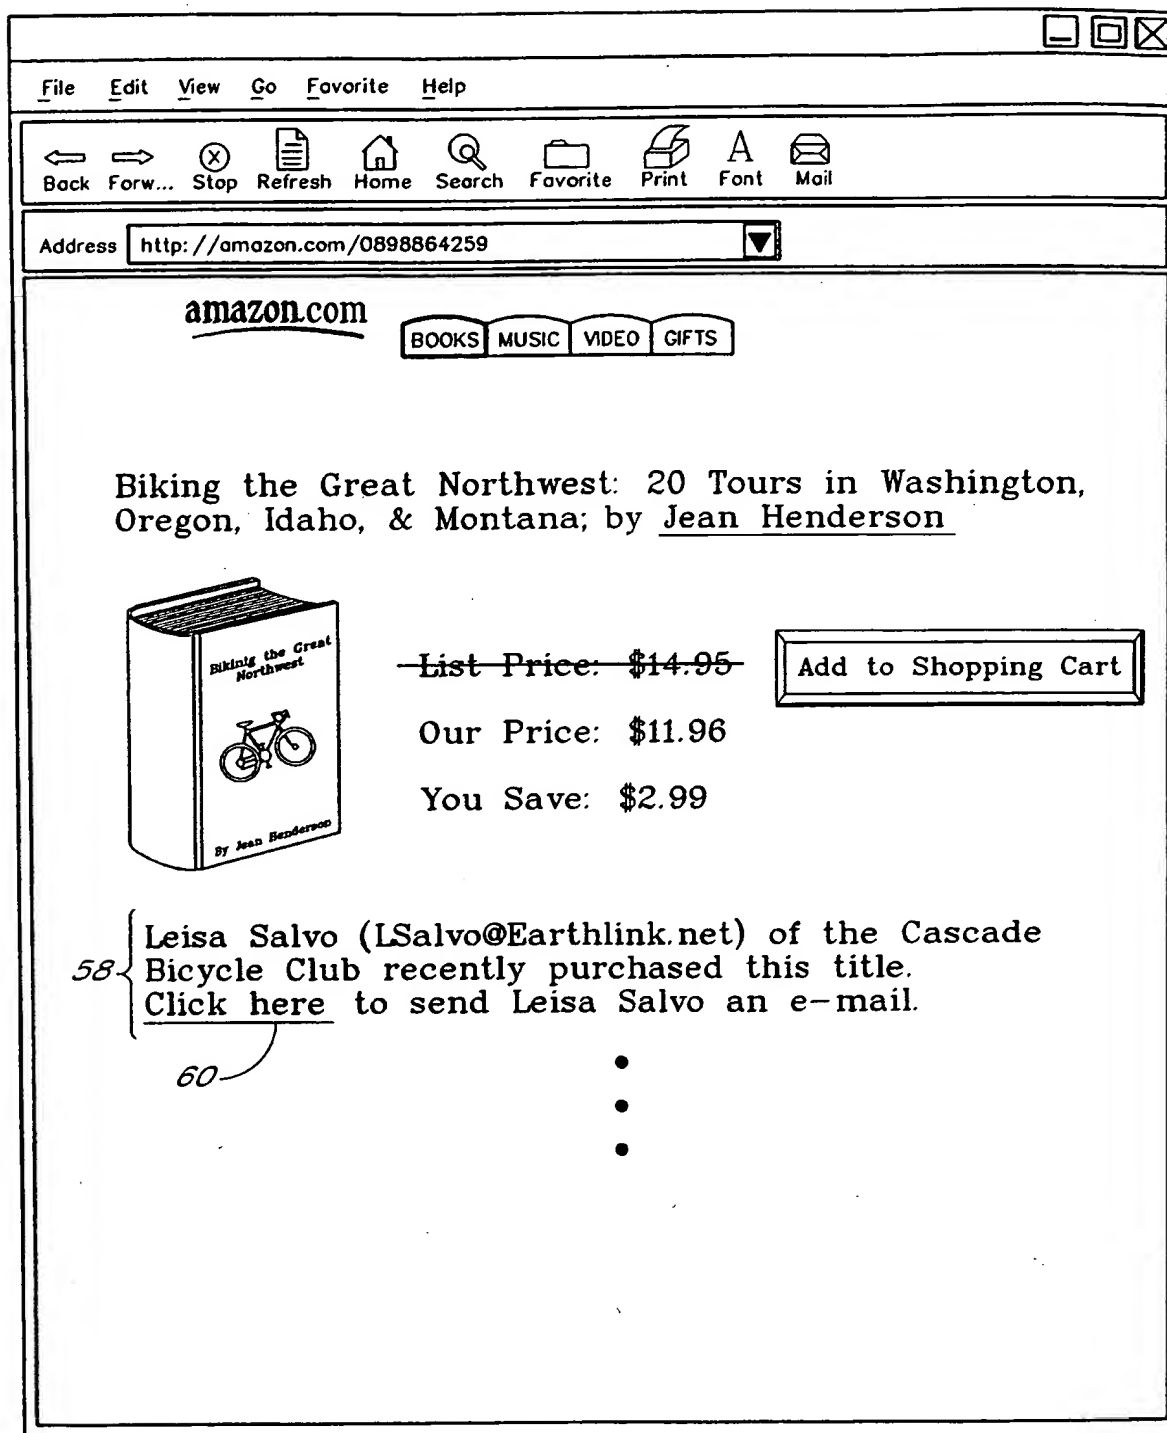 File Edit View Go Favorite Help
Back Forw... Stop Refresh Home Search Favorite Print Font Mail
Address http://amazon.com/0898864259
amazon.com
BOOKS MUSIC VIDEO GIFTS
Biking the Great Northwest: 20 Tours in Washington,
Oregon, Idaho, & Montana; by Jean Henderson
Bikinig the Great
Northwest
By Jean Henderson
List Price: $14.95
Add to Shopping Cart
Our Price: $11.96
You Save: $2.99
Leisa Salvo (LSalvo@Earthlink.net) of the Cascade
58 Bicycle Club recently purchased this title.
Click here to send Leisa Salvo an e-mail.
60